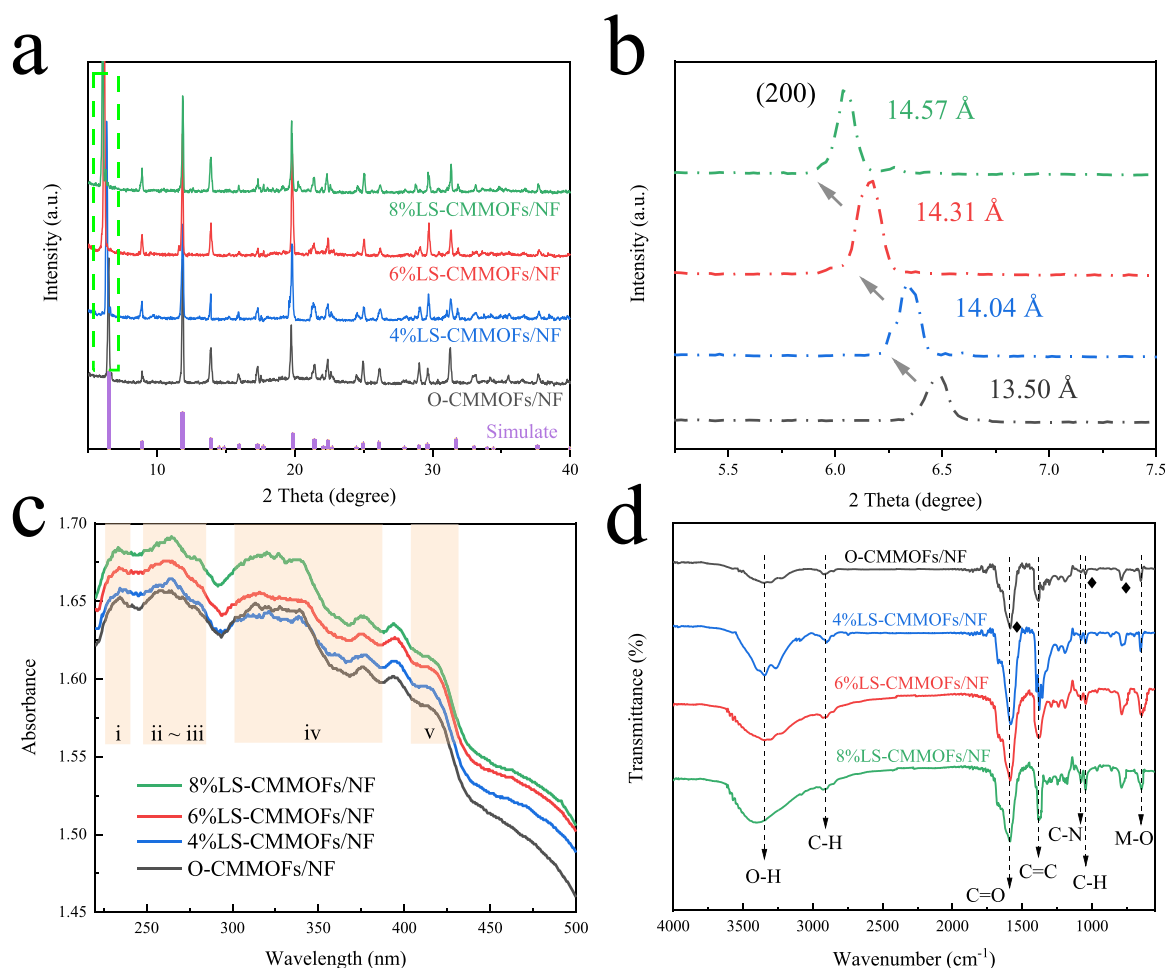 a
Intensity (a.u.)
8%LS-CMMOFs/NF
6%LS-CMMOFs/NF
4%LS-CMMOFs/NF
O-CMMOFs/NF
Simulate
10 20 30 40
2 Theta (degree)
b
Intensity (a.u.)
(200)
14.57 Å
14.31 Å
14.04 Å
13.50 Å
5.5 6.0 6.5 7.0 7.5
2 Theta (degree)
c
Absorbance
1.70
1.65
1.60
1.55
1.50
1.45
i ii ~ iii iv v
8%LS-CMMOFs/NF
6%LS-CMMOFs/NF
4%LS-CMMOFs/NF
O-CMMOFs/NF
250 300 350 400 450 500
Wavelength (nm)
d
Transmittance (%)
O-CMMOFs/NF
4%LS-CMMOFs/NF
6%LS-CMMOFs/NF
8%LS-CMMOFs/NF
O-H
C-H
C=O
C=C
C-N
C-H
M-O
4000 3500 3000 2500 2000 1500 1000
Wavenumber (cm⁻¹)